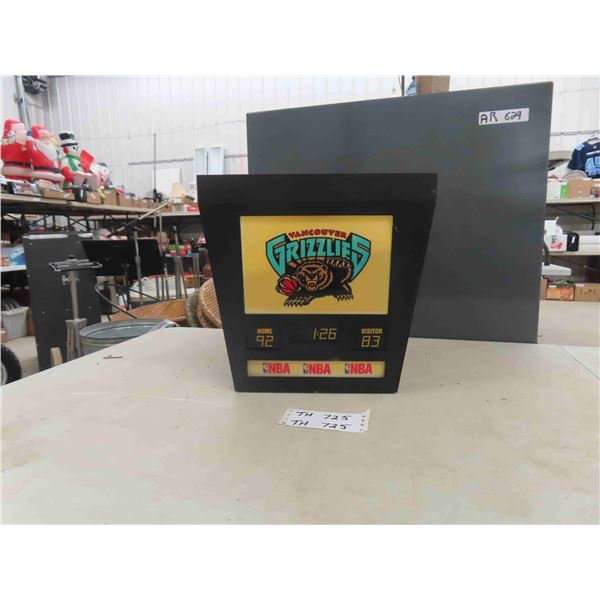 AR 629
VANCOUVER
GRIZZLIES
HOME 1:26 VISITOR
92 83
NBA NBA NBA
TH 725
TH 725